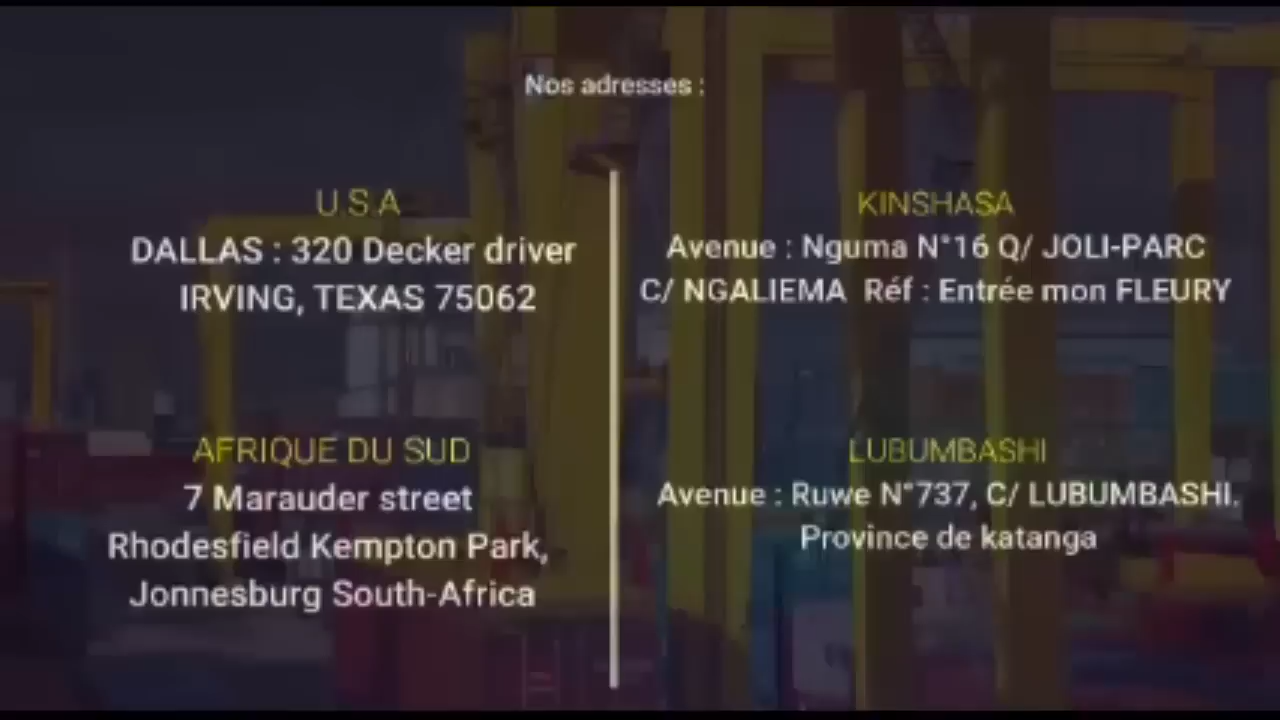 Nos adresses :
U.S.A
DALLAS : 320 Decker driver
IRVING, TEXAS 75062
AFRIQUE DU SUD
7 Marauder street
Rhodesfield Kempton Park,
Jonnesburg South-Africa
KINSHASA
Avenue : Nguma N°16 Q/ JOLI-PARC
C/ NGALIEMA Réf : Entrée mon FLEURY
LUBUMBASHI
Avenue : Ruwe N°737, C/ LUBUMBASHI.
Province de katanga